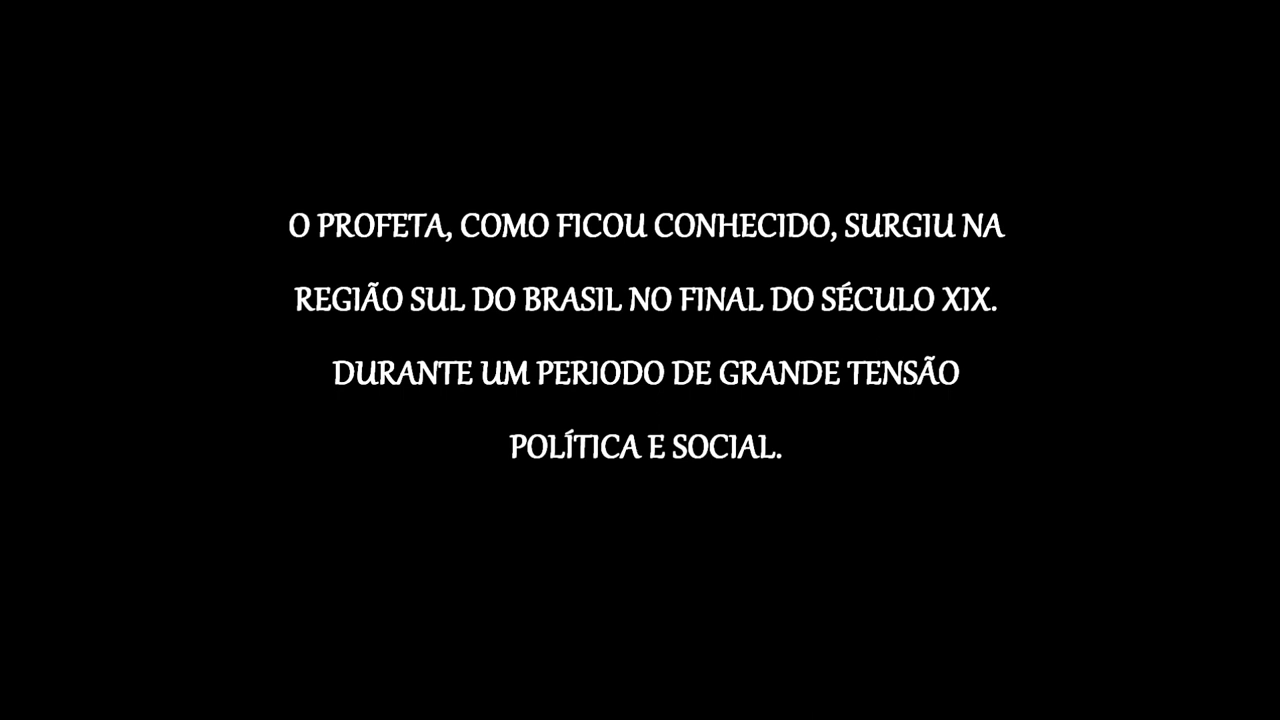 O PROFETA, COMO FICOU CONHECIDO, SURGIU NA
REGIÃO SUL DO BRASIL NO FINAL DO SÉCULO XIX.
DURANTE UM PERIODO DE GRANDE TENSÃO
POLÍTICA E SOCIAL.